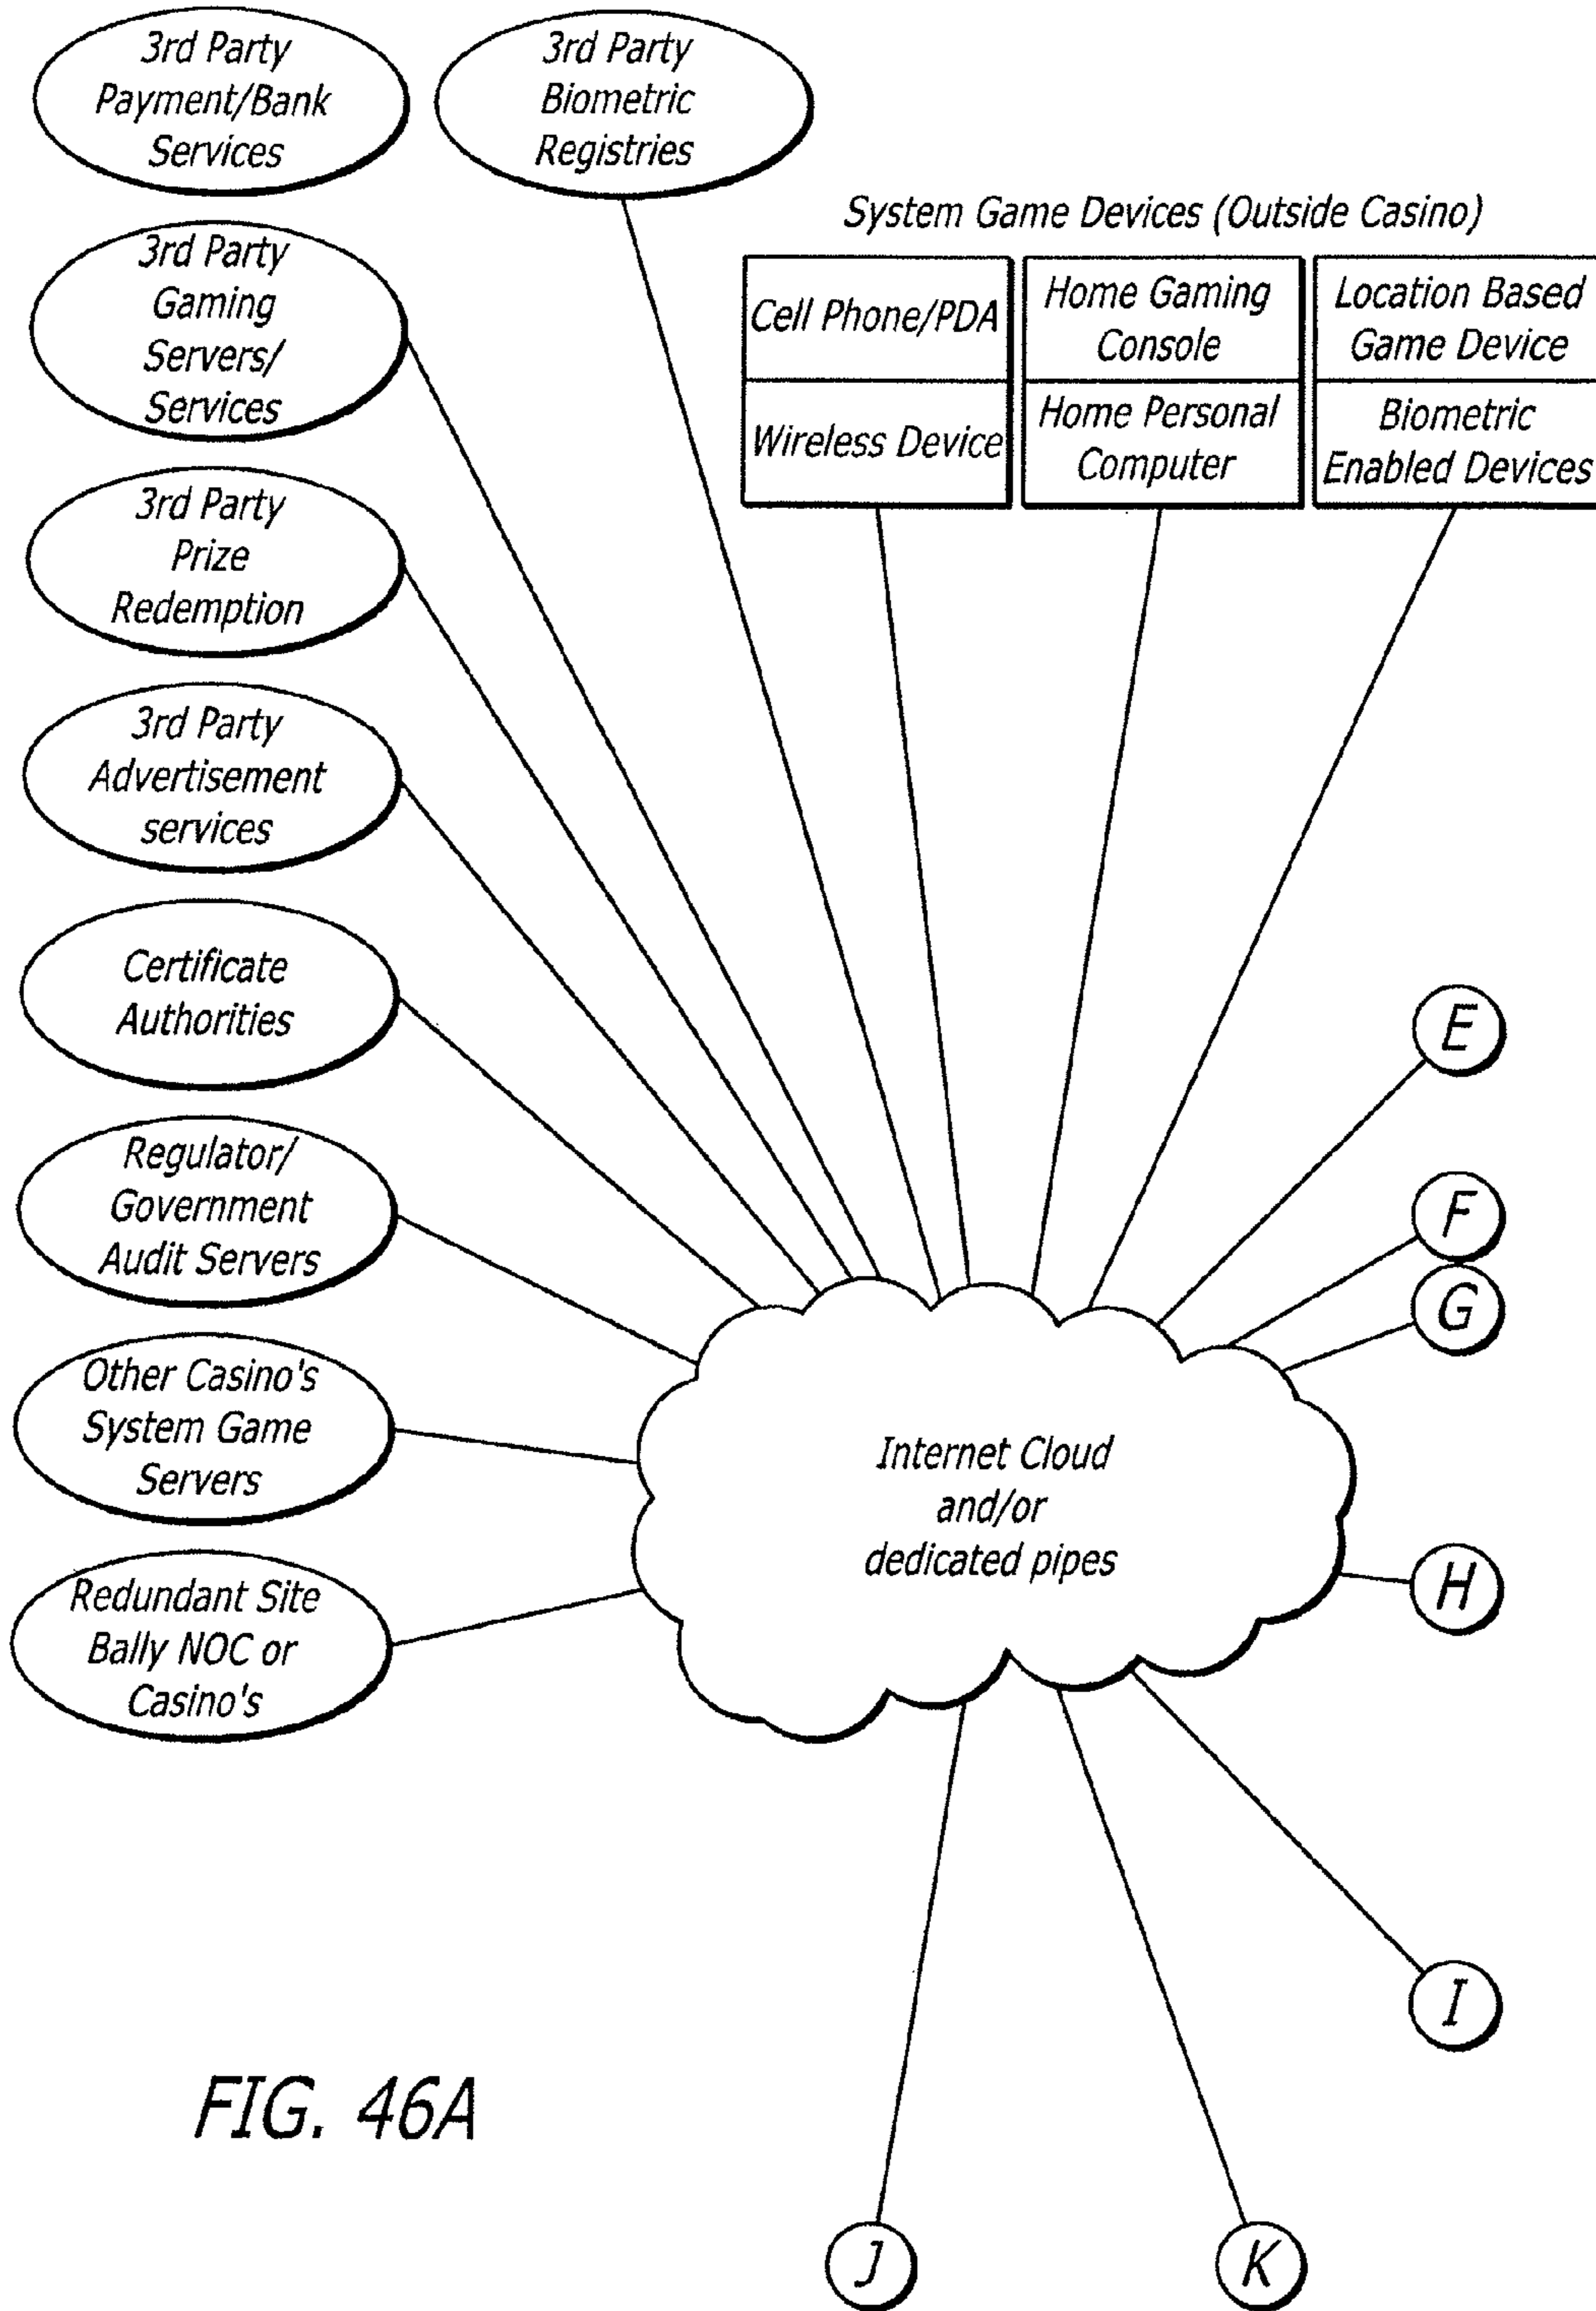 3rd Party
Payment/Bank
Services
3rd Party
Biometric
Registries
System Game Devices (Outside Casino)
Cell Phone/PDA
Wireless Device
Home Gaming
Console
Home Personal
Computer
Location Based
Game Device
Biometric
Enabled Devices
3rd Party
Gaming
Servers/
Services
3rd Party
Prize
Redemption
3rd Party
Advertisement
services
Certificate
Authorities
Regulator/
Government
Audit Servers
Other Casino's
System Game
Servers
Redundant Site
Bally NOC or
Casino's
Internet Cloud
and/or
dedicated pipes
E
F
G
H
I
J
K
FIG. 46A